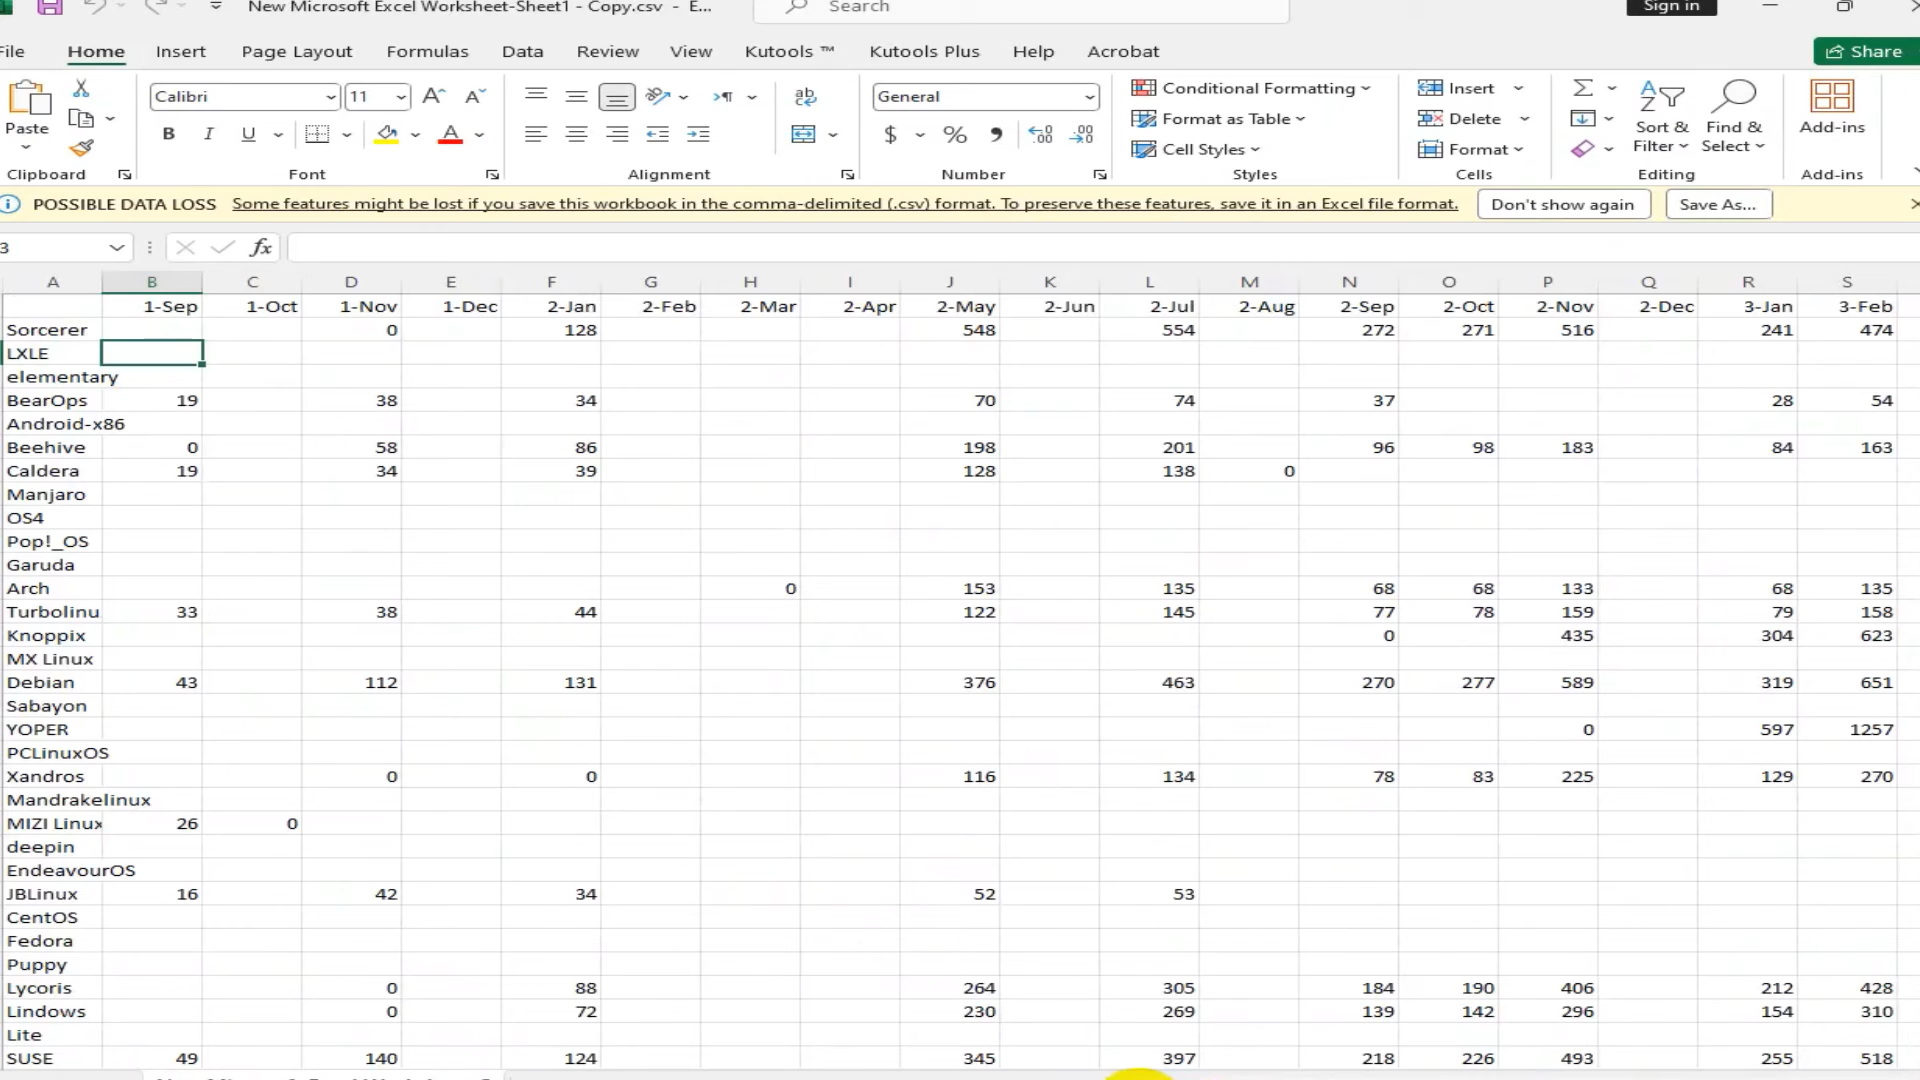 New Microsoft Excel Worksheet-Sheet1 - Copy.csv - E... Search Sign in
File Home Insert Page Layout Formulas Data Review View Kutools ™ Kutools Plus Help Acrobat Share
Paste Calibri 11 General Conditional Formatting Format as Table Cell Styles Insert Delete Format Sort & Filter Find & Select Add-ins
Clipboard Font Alignment Number Styles Cells Editing Add-ins
POSSIBLE DATA LOSS Some features might be lost if you save this workbook in the comma-delimited (.csv) format. To preserve these features, save it in an Excel file format. Don't show again Save As...
3 fx
A B C D E F G H I J K L M N O P Q R S
1-Sep 1-Oct 1-Nov 1-Dec 2-Jan 2-Feb 2-Mar 2-Apr 2-May 2-Jun 2-Jul 2-Aug 2-Sep 2-Oct 2-Nov 2-Dec 3-Jan 3-Feb
Sorcerer 0 128 548 554 272 271 516 241 474
LXLE
elementary
BearOps 19 38 34 70 74 37 28 54
Android-x86
Beehive 0 58 86 198 201 96 98 183 84 163
Caldera 19 34 39 128 138 0
Manjaro
OS4
Pop!_OS
Garuda
Arch 0 153 135 68 68 133 68 135
Turbolinu 33 38 44 122 145 77 78 159 79 158
Knoppix 0 435 304 623
MX Linux
Debian 43 112 131 376 463 270 277 589 319 651
Sabayon
YOPER 0 597 1257
PCLinuxOS
Xandros 0 0 116 134 78 83 225 129 270
Mandrakelinux
MIZI Linux 26 0
deepin
EndeavourOS
JBLinux 16 42 34 52 53
CentOS
Fedora
Puppy
Lycoris 0 88 264 305 184 190 406 212 428
Lindows 0 72 230 269 139 142 296 154 310
Lite
SUSE 49 140 124 345 397 218 226 493 255 518